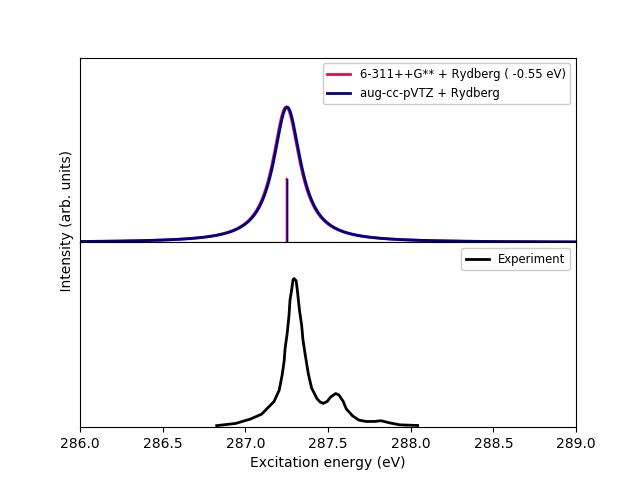 6-311++G** + Rydberg ( -0.55 eV)
aug-cc-pVTZ + Rydberg
Intensity (arb. units)
Experiment
286.0 286.5 287.0 287.5 288.0 288.5 289.0
Excitation energy (eV)